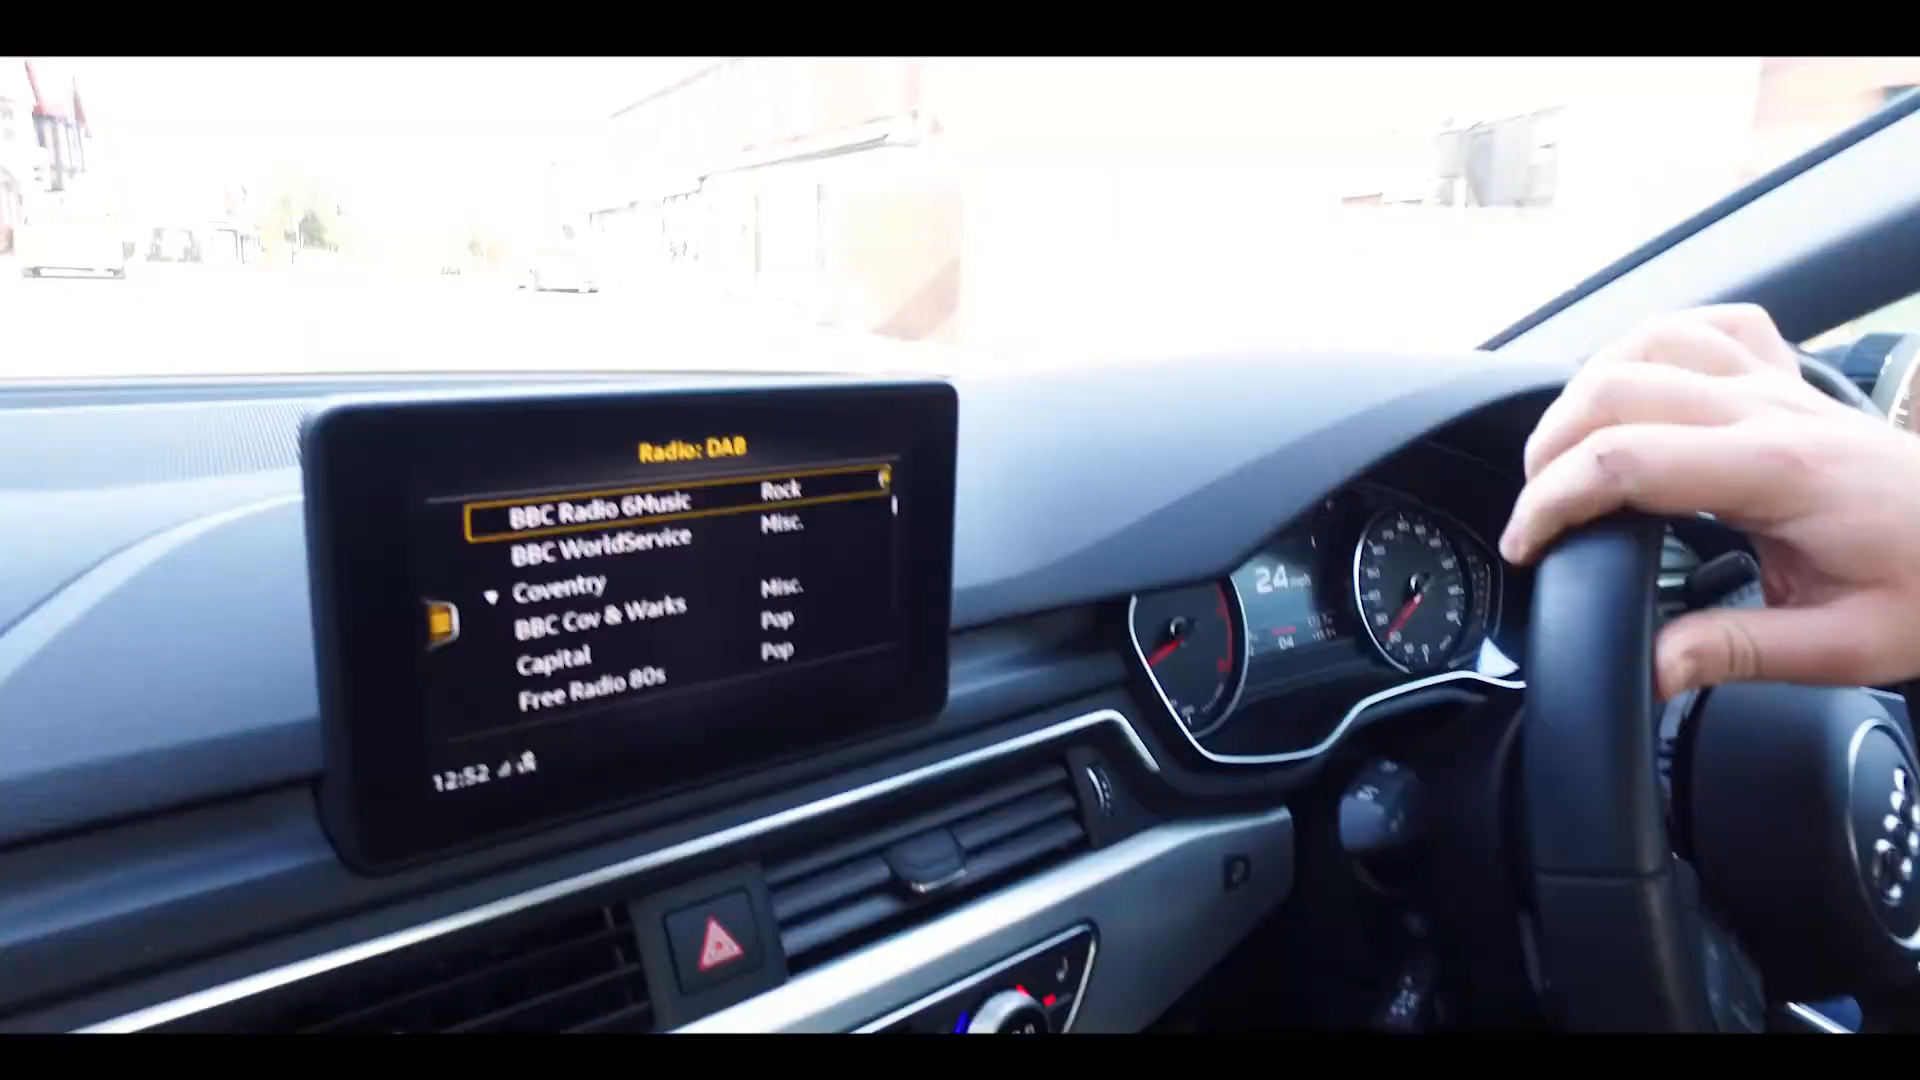 Radio: DAB
BBC Radio 6Music Rock
BBC WorldService Misc.
Coventry
BBC Cov & Warks Misc.
Capital Pop
Free Radio 80s Pop
12:52
24 mph